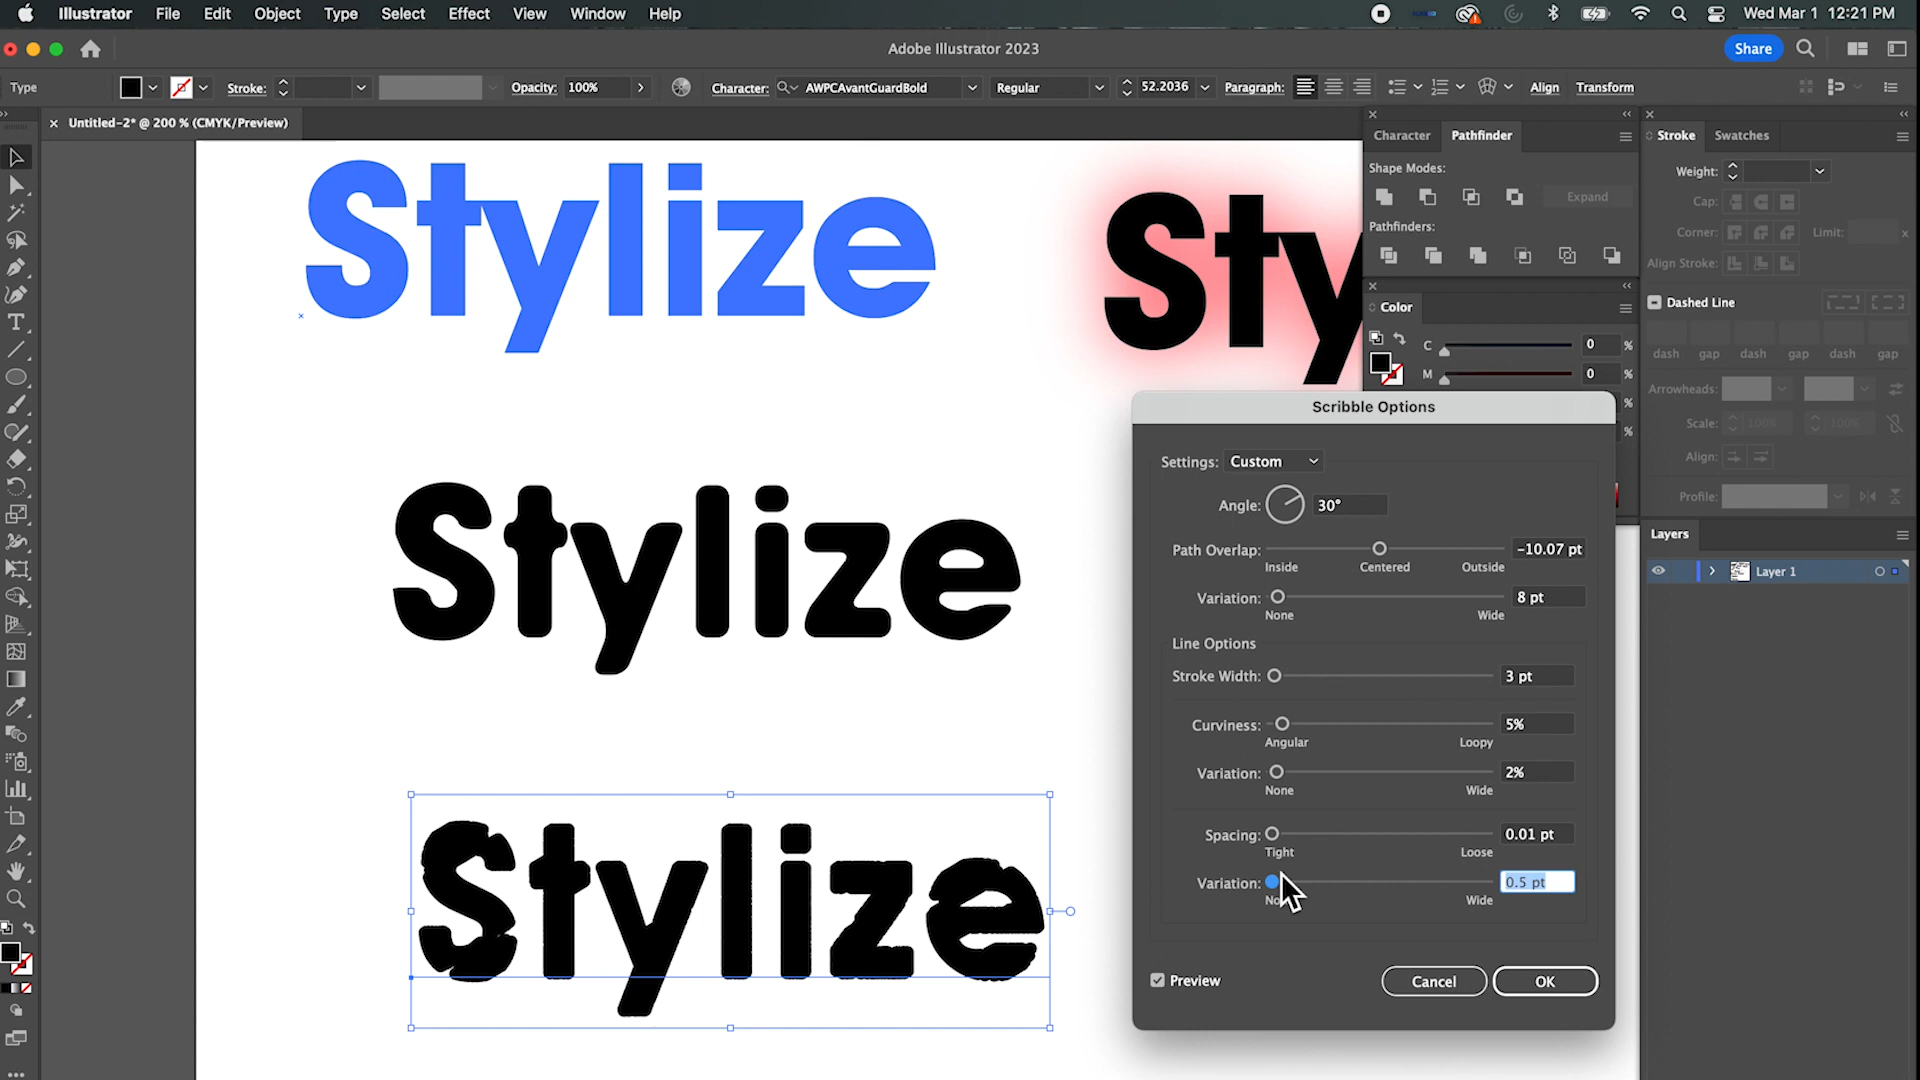 Illustrator File Edit Object Type Select Effect View Window Help Wed Mar 1 12:21 PM
Adobe Illustrator 2023 Share
Type Stroke: Opacity: 100% Character: AWPCAvantGuardBold Regular 52.2036 Paragraph: Align Transform
Untitled-2* @ 200 % (CMYK/Preview)
Character Pathfinder
Stroke Swatches
Shape Modes:
Weight:
Expand
Cap:
Pathfinders:
Corner: Limit: x
Align Stroke:
Dashed Line
Color
C 0 %
dash gap dash gap dash gap
M 0 %
Arrowheads:
%
Scale: 100% 100%
%
Align:
Profile:
Layers
Layer 1
Stylize
Sty
Stylize
Stylize
Scribble Options
Settings: Custom
Angle: 30°
Path Overlap: -10.07 pt
Inside Centered Outside
Variation: 8 pt
None Wide
Line Options
Stroke Width: 3 pt
Curviness: 5%
Angular Loopy
Variation: 2%
None Wide
Spacing: 0.01 pt
Tight Loose
Variation: 0.5 pt
No Wide
Preview Cancel OK